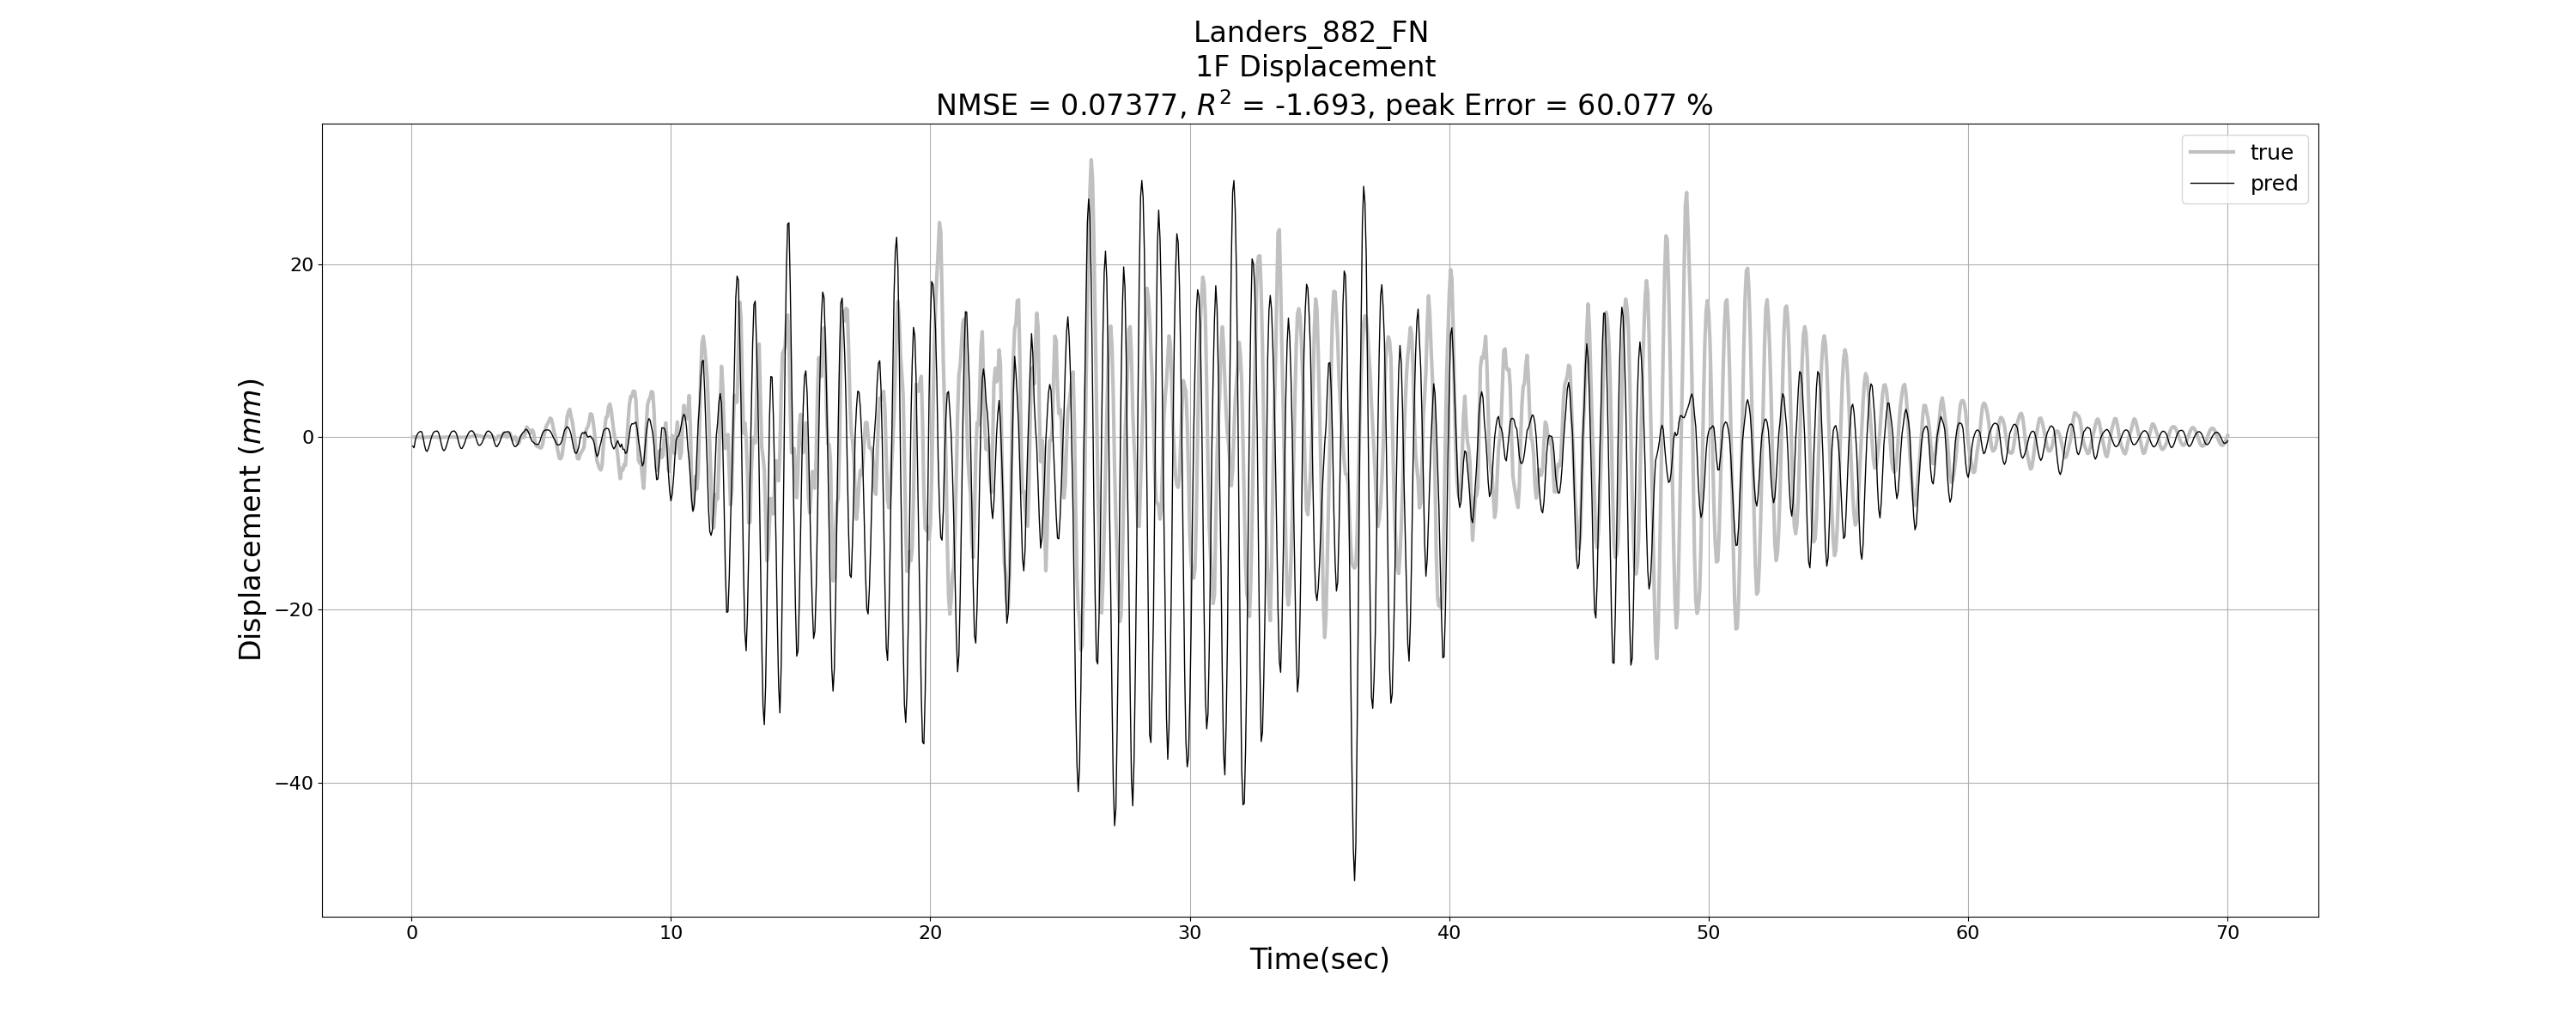 Landers_882_FN
1F Displacement
NMSE = 0.07377, R² = -1.693, peak Error = 60.077 %
true
pred
Displacement (mm)
20
0
−20
−40
0 10 20 30 40 50 60 70
Time(sec)